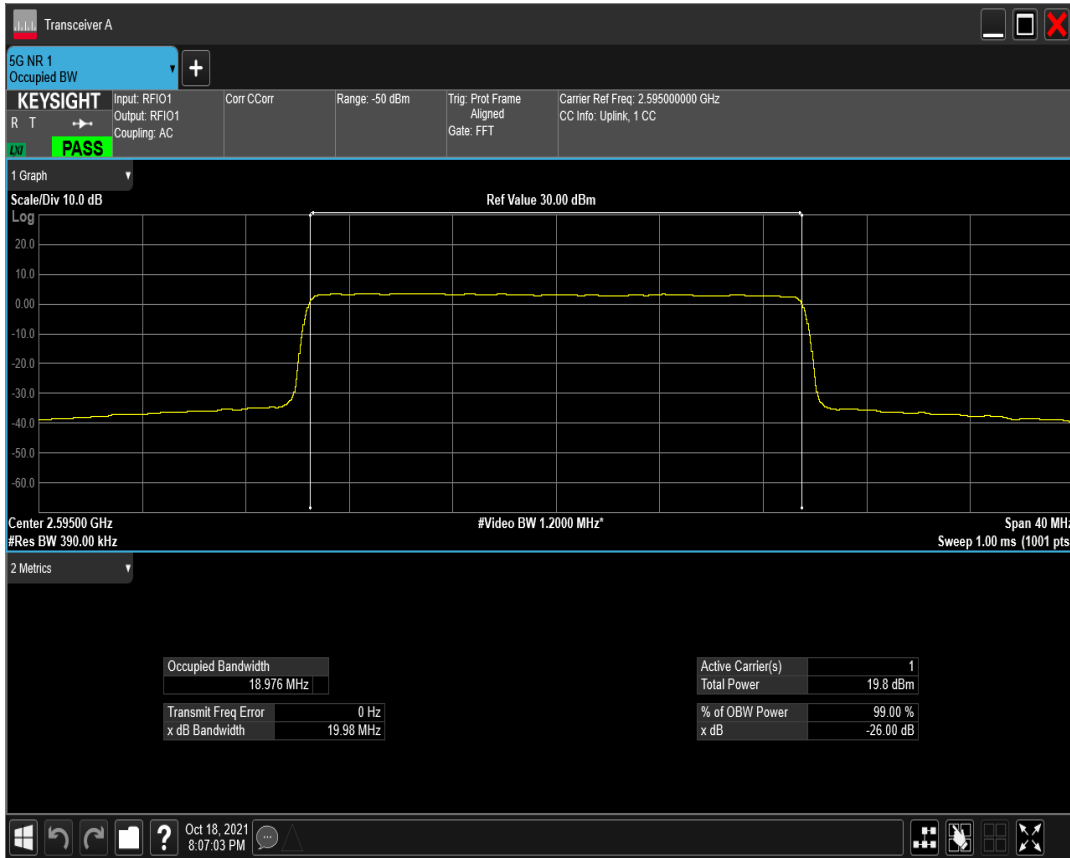 Transceiver A
5G NR 1
Occupied BW
KEYSIGHT
R T
LXI
PASS
Input: RFIO1
Output: RFIO1
Coupling: AC
Corr CCorr
Range: -50 dBm
Trig: Prot Frame
Aligned
Gate: FFT
Carrier Ref Freq: 2.595000000 GHz
CC Info: Uplink, 1 CC
1 Graph
Scale/Div 10.0 dB
Ref Value 30.00 dBm
Log
20.0
10.0
0.00
-10.0
-20.0
-30.0
-40.0
-50.0
-60.0
Center 2.59500 GHz
#Video BW 1.2000 MHz*
Span 40 MHz
#Res BW 390.00 kHz
Sweep 1.00 ms (1001 pts
2 Metrics
Occupied Bandwidth
18.976 MHz
Transmit Freq Error 0 Hz
x dB Bandwidth 19.98 MHz
Active Carrier(s) 1
Total Power 19.8 dBm
% of OBW Power 99.00 %
x dB -26.00 dB
?
Oct 18, 2021
8:07:03 PM